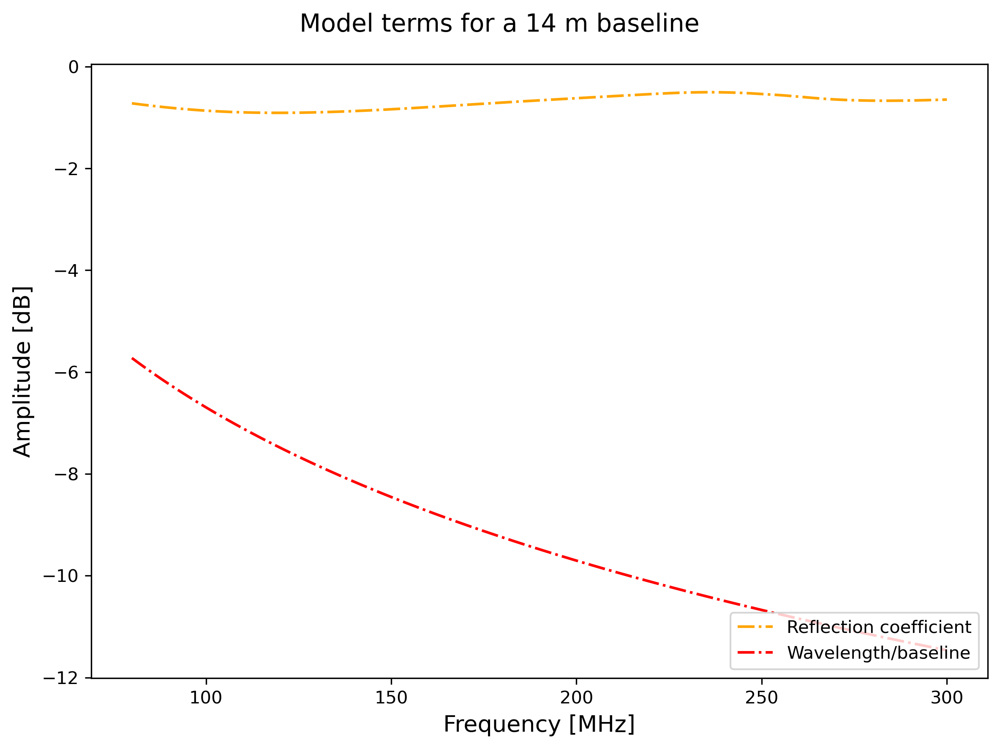 Model terms for a 14 m baseline
0
−2
−4
−6
−8
−10
−12
Amplitude [dB]
Reflection coefficient
Wavelength/baseline
100
150
200
250
300
Frequency [MHz]